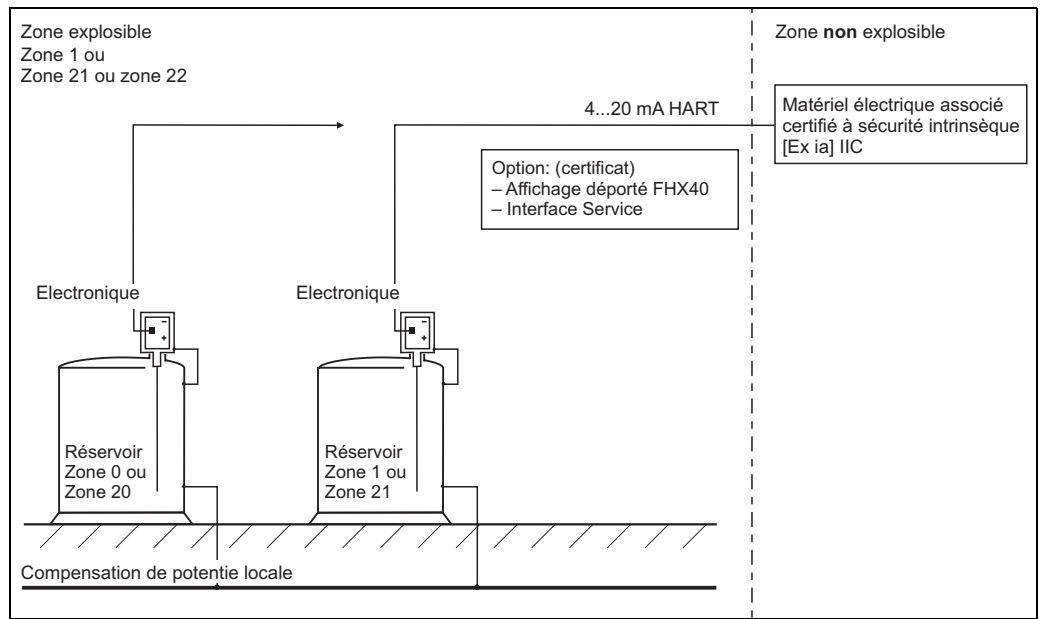 Zone explosible
Zone 1 ou
Zone 21 ou zone 22
Zone non explosible
4...20 mA HART
Matériel électrique associé
certifié à sécurité intrinsèque
[Ex ia] IIC
Option: (certificat)
– Affichage déporté FHX40
– Interface Service
Electronique
Electronique
Réservoir
Zone 0 ou
Zone 20
Réservoir
Zone 1 ou
Zone 21
Compensation de potentie locale